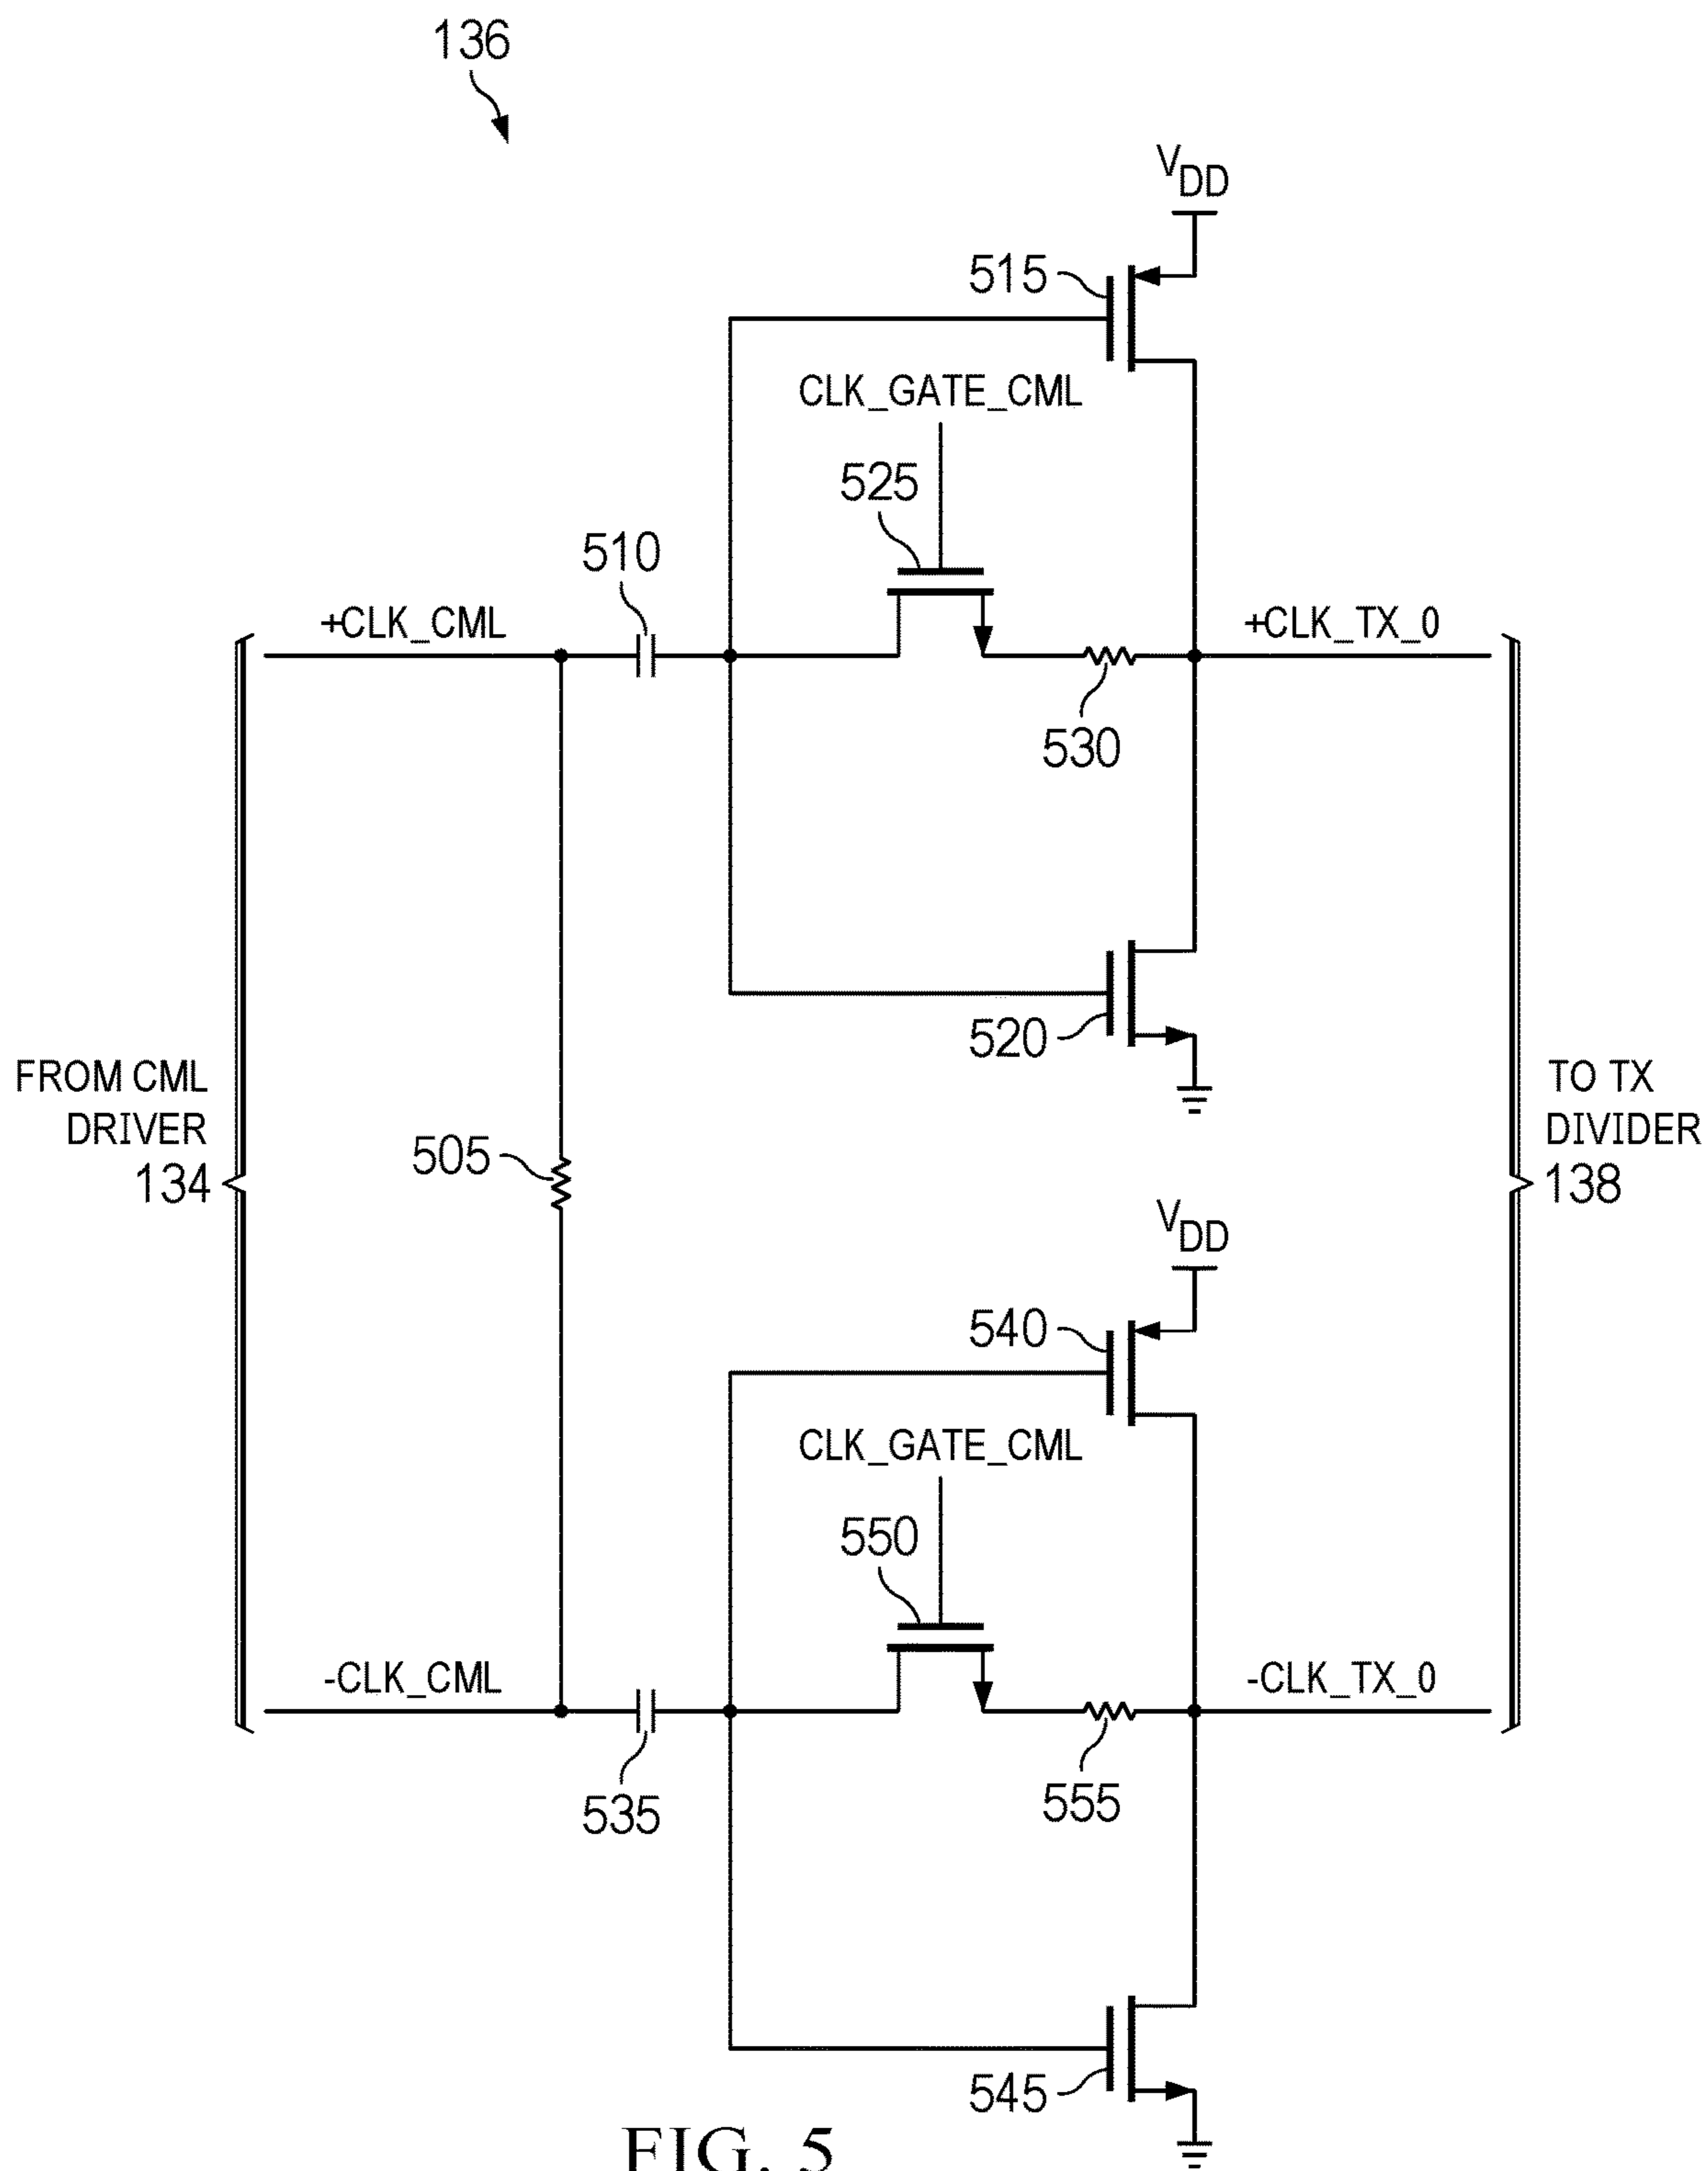 136
VDD
515
CLK_GATE_CML
525
510
+CLK_CML
+CLK_TX_0
530
520
FROM CML
DRIVER
134
TO TX
DIVIDER
138
505
VDD
540
CLK_GATE_CML
550
-CLK_CML
-CLK_TX_0
535
555
545
FIG. 5